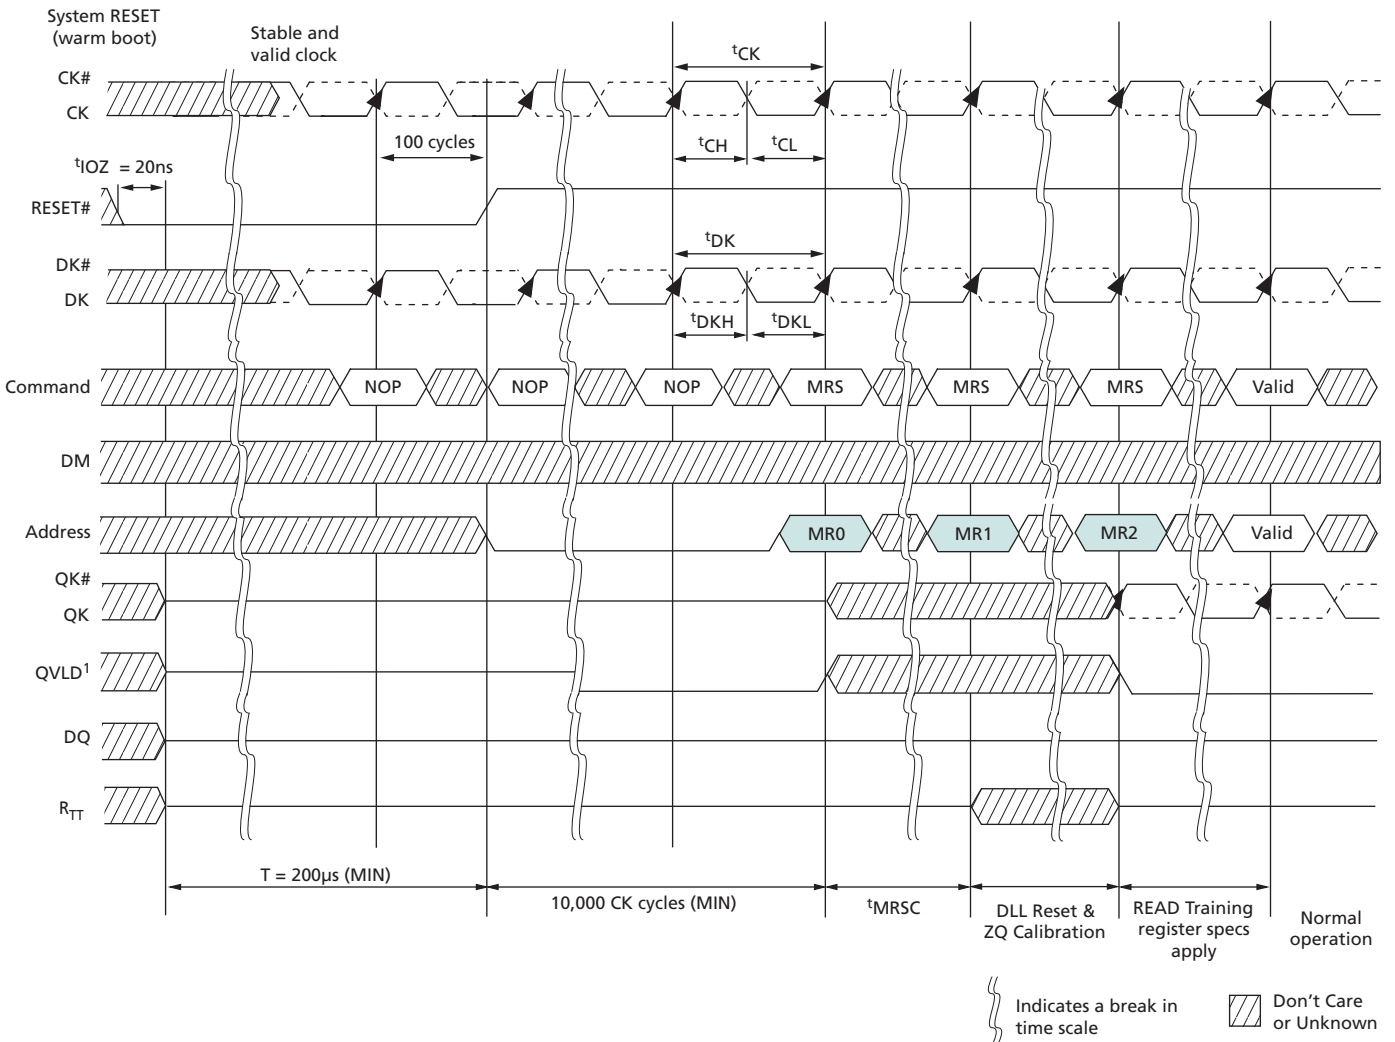 System RESET
(warm boot)
Stable and
valid clock
tCK
CK#
CK
100 cycles
tCH
tCL
tIOZ = 20ns
RESET#
tDK
DK#
DK
tDKH
tDKL
Command
NOP
NOP
NOP
MRS
MRS
MRS
Valid
DM
Address
MR0
MR1
MR2
Valid
QK#
QK
QVLD1
DQ
RTT
T = 200µs (MIN)
10,000 CK cycles (MIN)
tMRSC
DLL Reset &
ZQ Calibration
READ Training
register specs
apply
Normal
operation
Indicates a break in
time scale
Don't Care
or Unknown